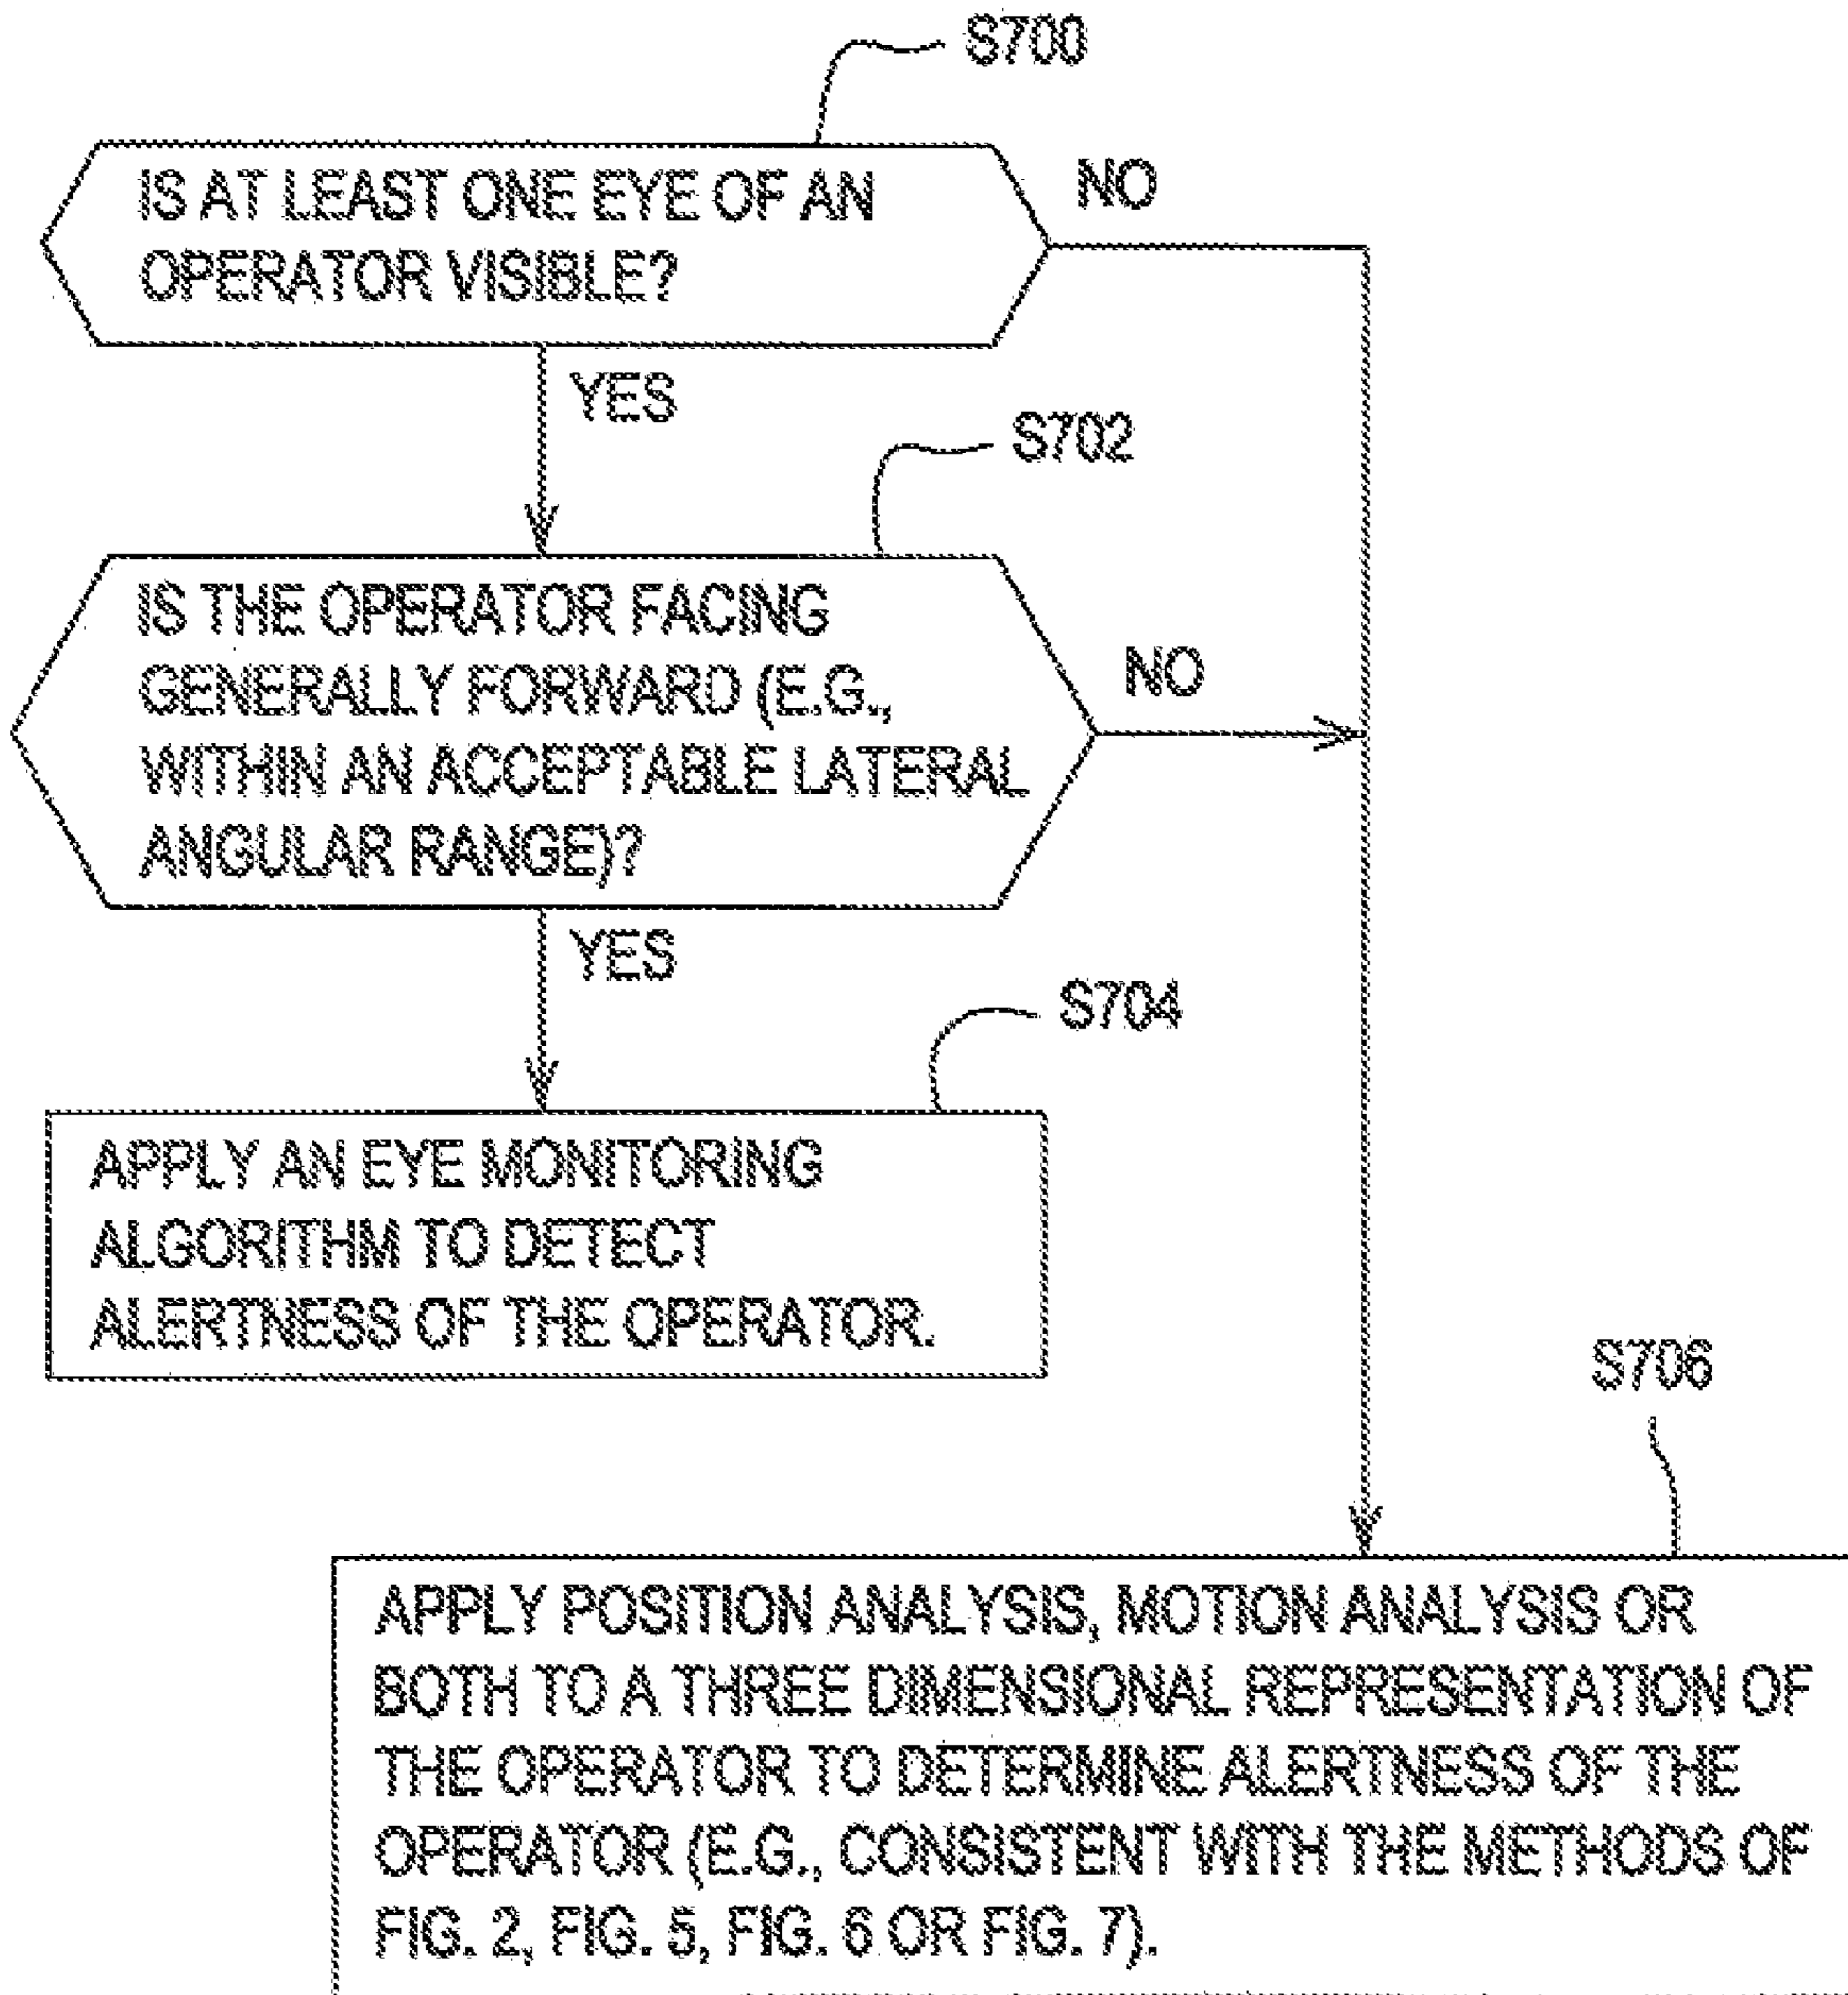 S700
IS AT LEAST ONE EYE OF AN
OPERATOR VISIBLE?
NO
YES
S702
IS THE OPERATOR FACING
GENERALLY FORWARD (E.G.,
WITHIN AN ACCEPTABLE LATERAL
ANGULAR RANGE)?
NO
YES
S704
APPLY AN EYE MONITORING
ALGORITHM TO DETECT
ALERTNESS OF THE OPERATOR.
S706
APPLY POSITION ANALYSIS, MOTION ANALYSIS OR
BOTH TO A THREE DIMENSIONAL REPRESENTATION OF
THE OPERATOR TO DETERMINE ALERTNESS OF THE
OPERATOR (E.G., CONSISTENT WITH THE METHODS OF
FIG. 2, FIG. 5, FIG. 6 OR FIG. 7).